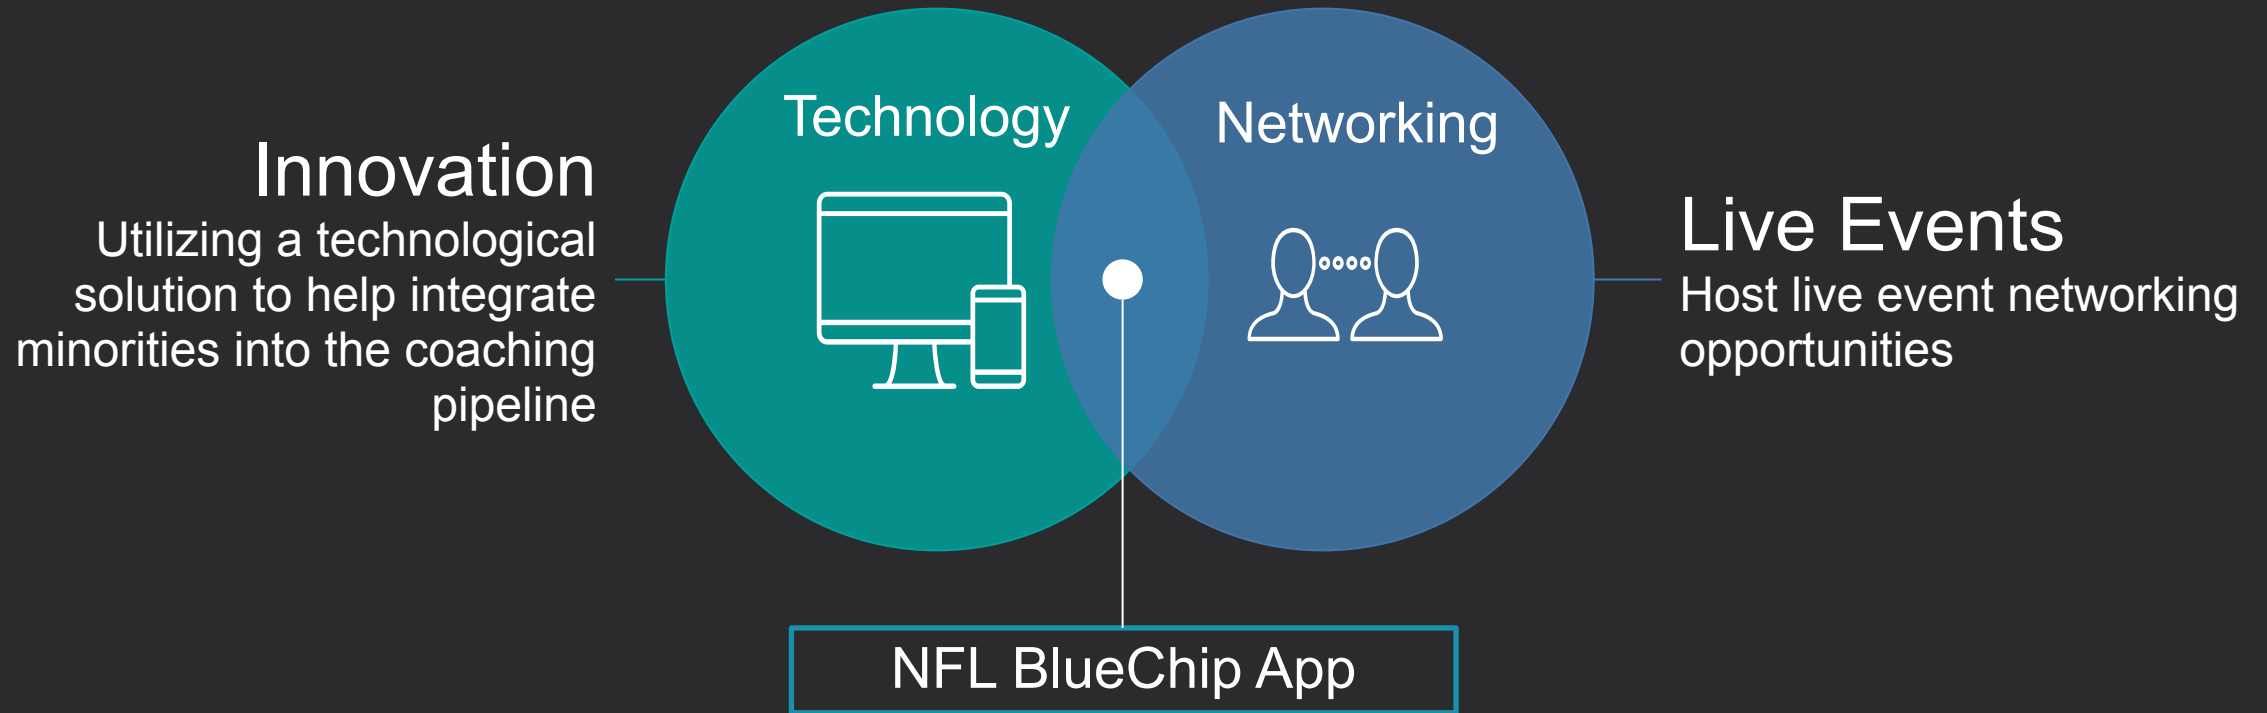 Innovation
Utilizing a technological
solution to help integrate
minorities into the coaching
pipeline
Technology
Networking
Live Events
Host live event networking
opportunities
NFL BlueChip App